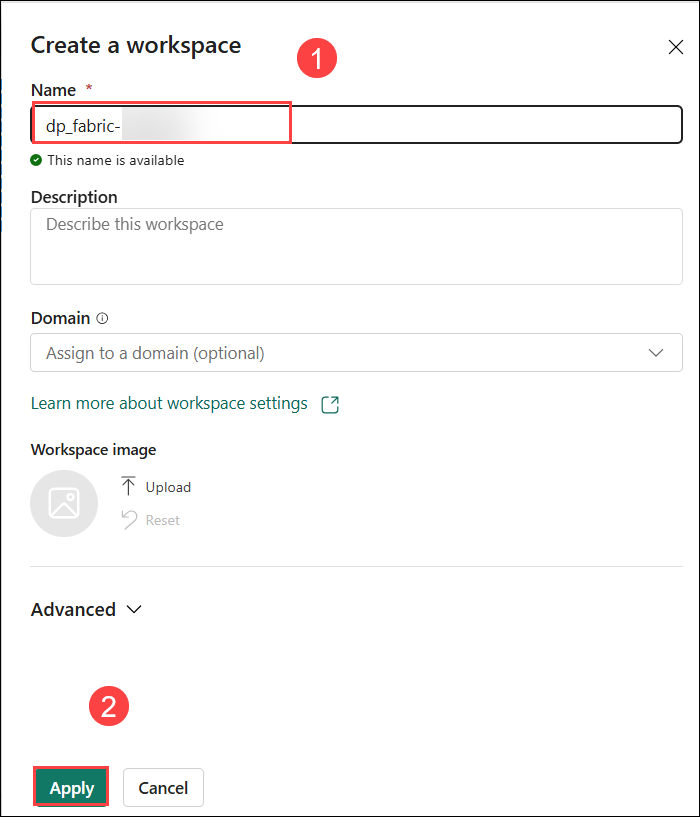 Create a workspace
1
Name *
dp_fabric-
This name is available
Description
Describe this workspace
Domain
Assign to a domain (optional)
Learn more about workspace settings
Workspace image
Upload
Reset
Advanced
2
Apply
Cancel